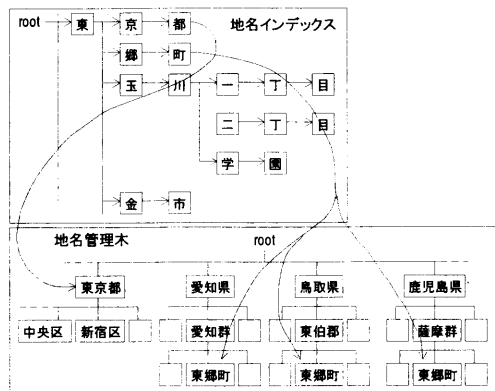 地名インデックス
root 東 京 都
郷 町
玉 川 一 丁 目
二 丁 目
学 園
金 市
地名管理木 root
東京都 愛知県 鳥取県 鹿児島県
中央区 新宿区 愛知群 東伯郡 薩摩群
東郷町 東郷町 東郷町